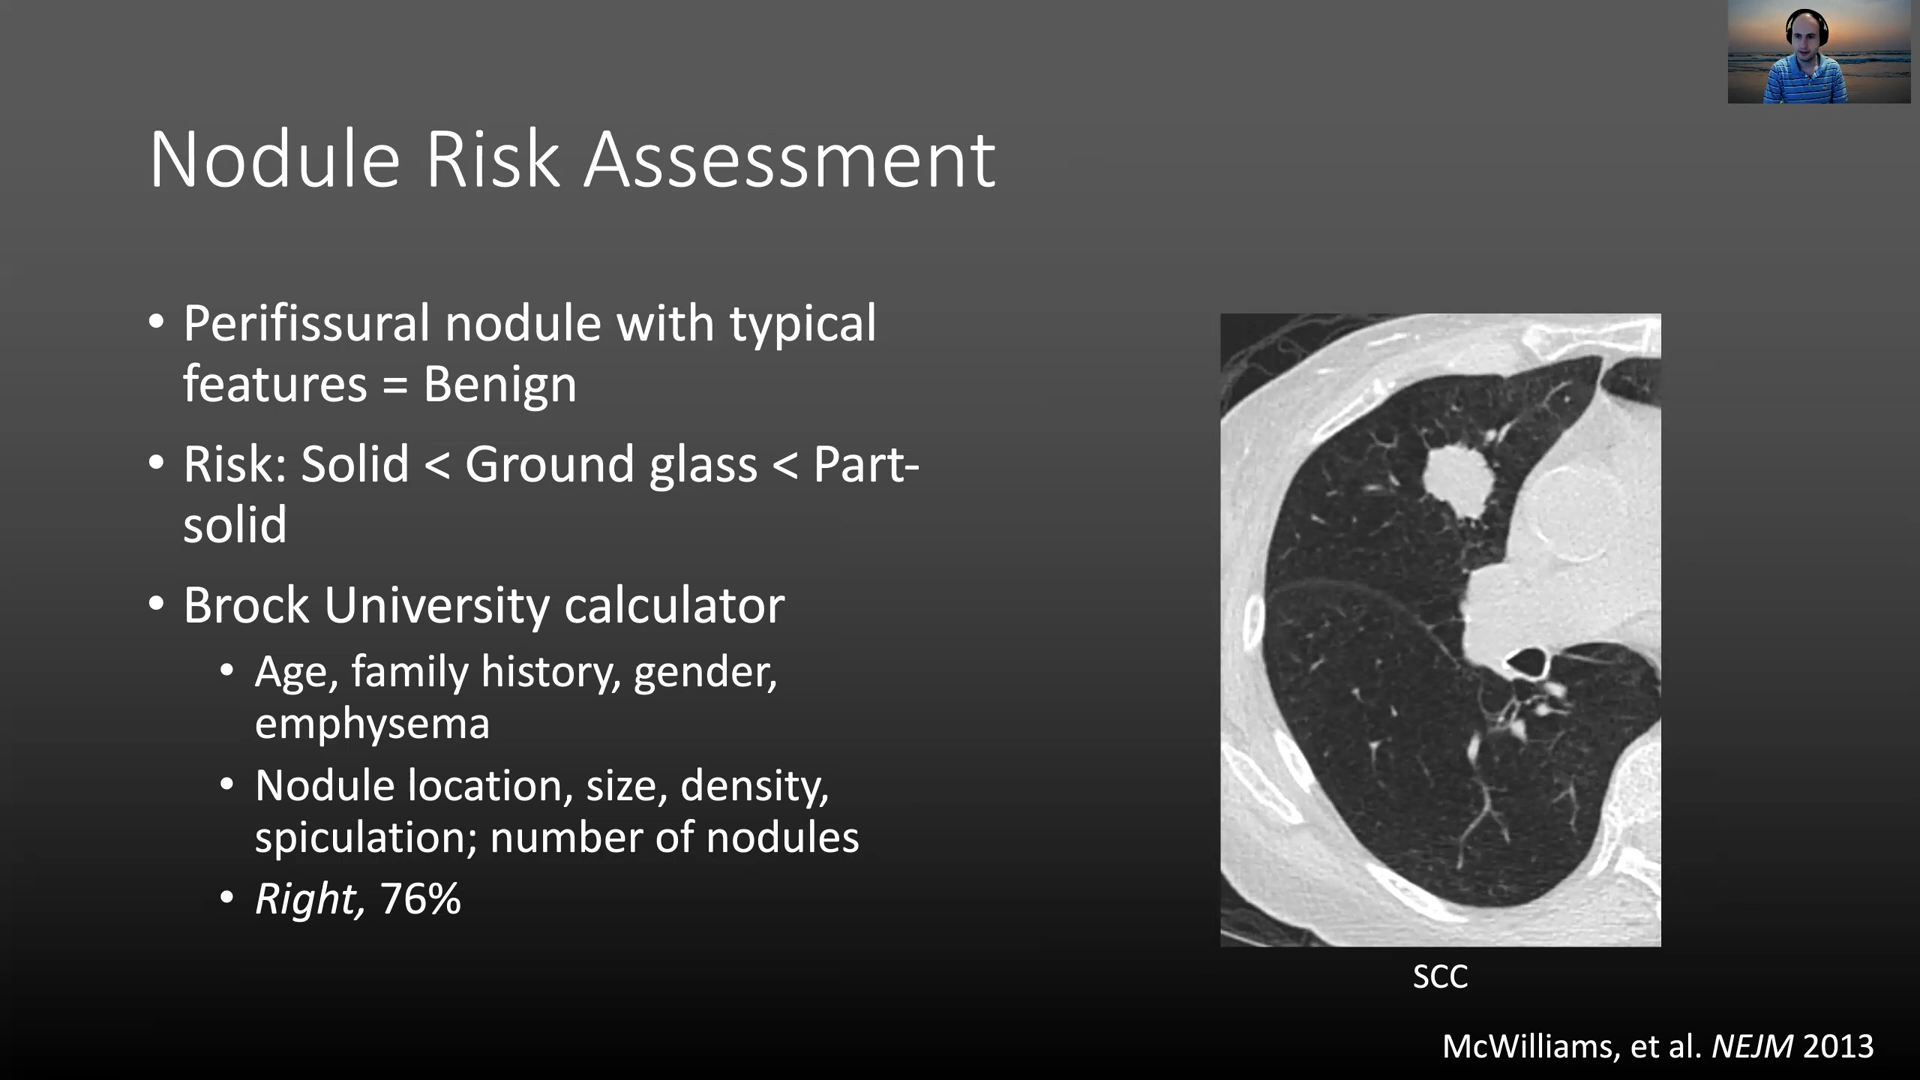 Nodule Risk Assessment
• Perifissural nodule with typical
features = Benign
• Risk: Solid < Ground glass < Part-
solid
• Brock University calculator
• Age, family history, gender,
emphysema
• Nodule location, size, density,
spiculation; number of nodules
• Right, 76%
SCC
McWilliams, et al. NEJM 2013